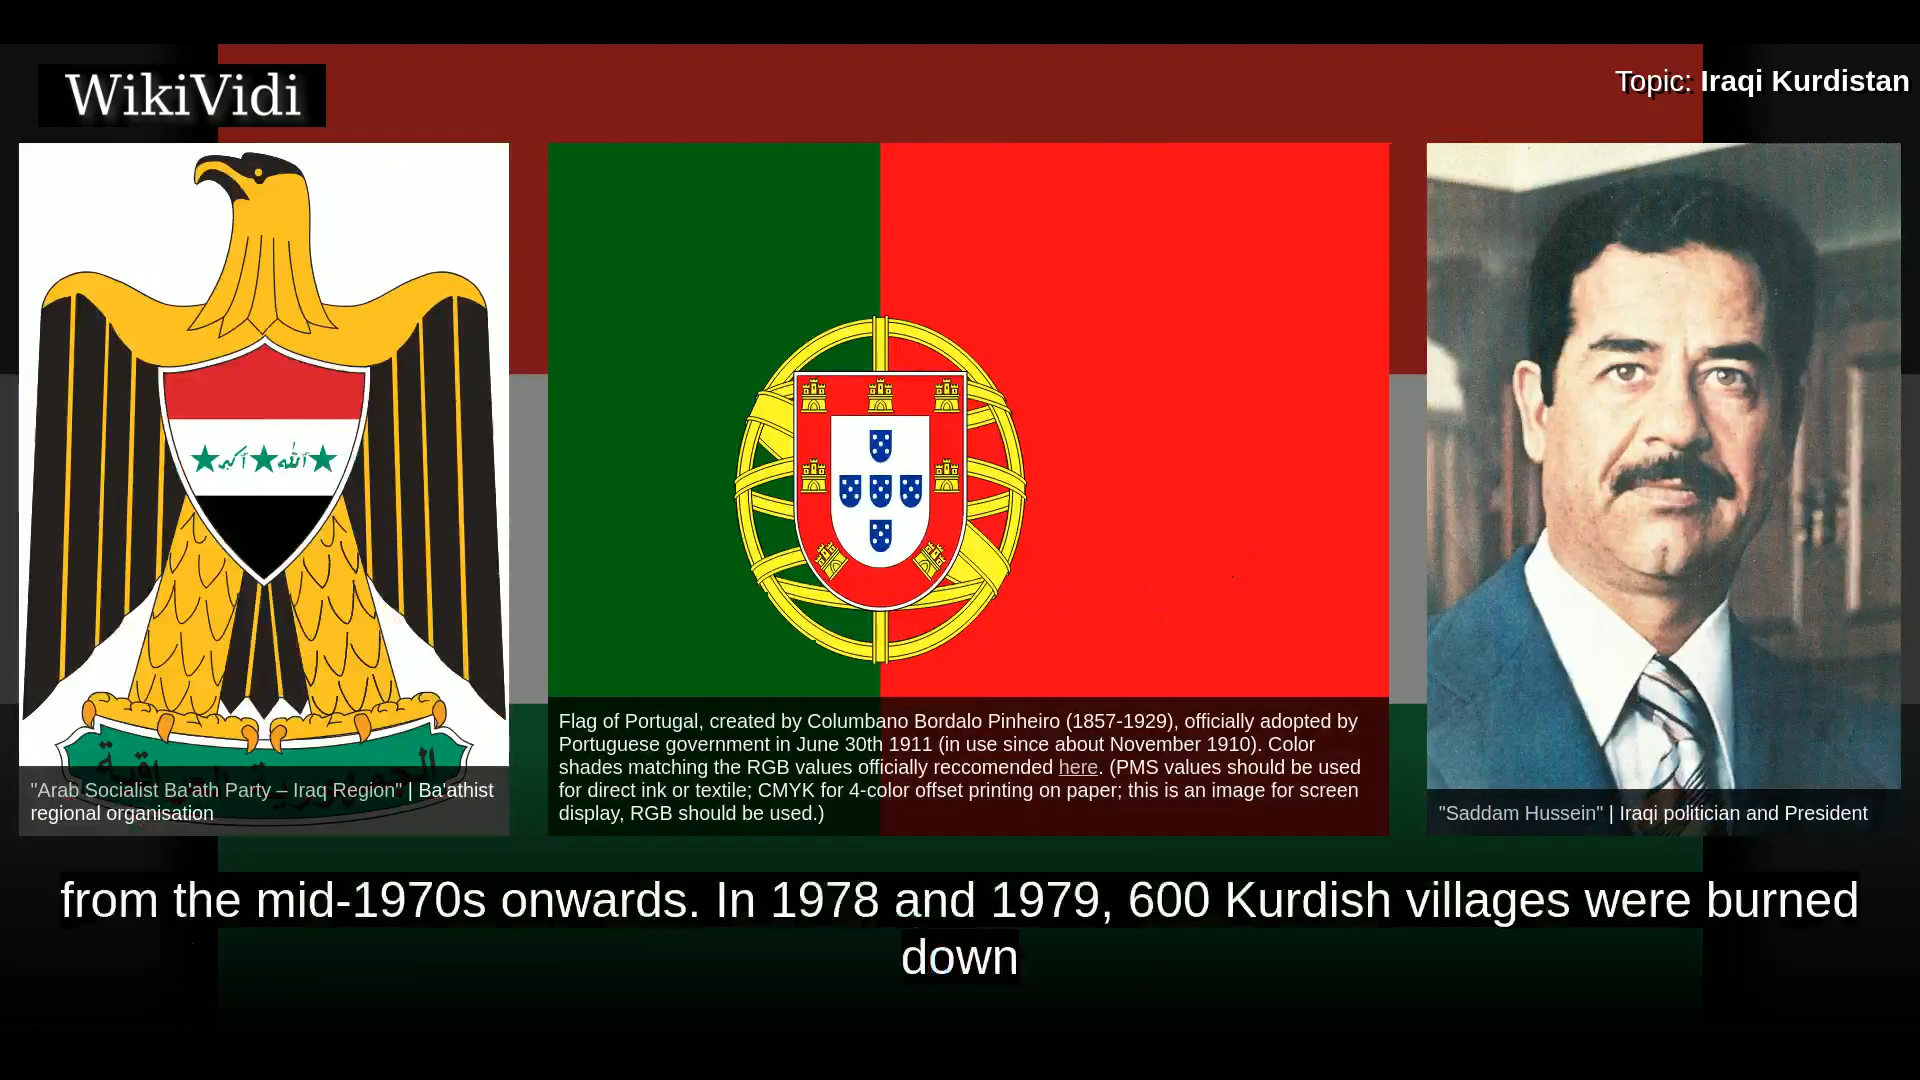 WikiVidi
Topic: Iraqi Kurdistan
الله اكبر
الجمهورية العراقية
"Arab Socialist Ba'ath Party – Iraq Region" | Ba'athist
regional organisation
Flag of Portugal, created by Columbano Bordalo Pinheiro (1857-1929), officially adopted by
Portuguese government in June 30th 1911 (in use since about November 1910). Color
shades matching the RGB values officially reccomended here. (PMS values should be used
for direct ink or textile; CMYK for 4-color offset printing on paper; this is an image for screen
display, RGB should be used.)
"Saddam Hussein" | Iraqi politician and President
from the mid-1970s onwards. In 1978 and 1979, 600 Kurdish villages were burned
down